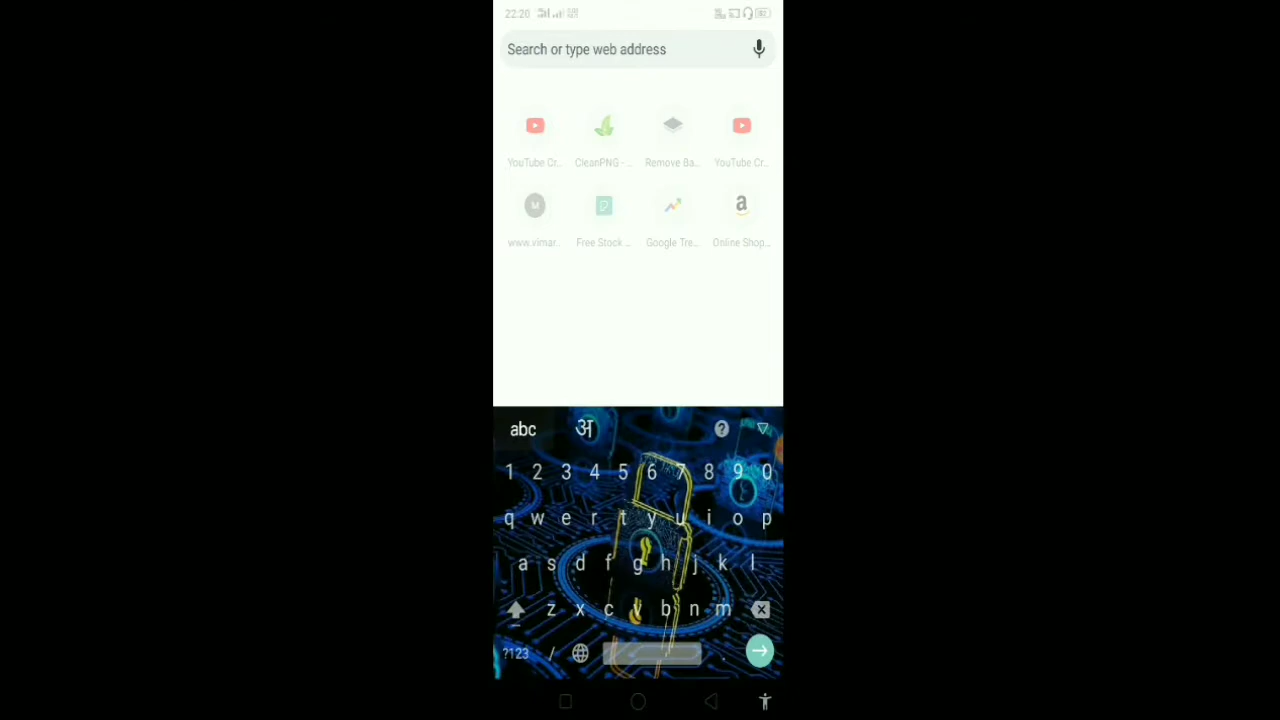 22:20
Search or type web address
YouTube Cr... CleanPNG - ... Remove Ba... YouTube Cr...
M
www.vimar... Free Stock ... Google Tre... Online Shop...
abc अ ?
1 2 3 4 5 6 7 8 9 0
q w e r t y u i o p
a s d f g h j k l
z x c v b n m
?123 / .